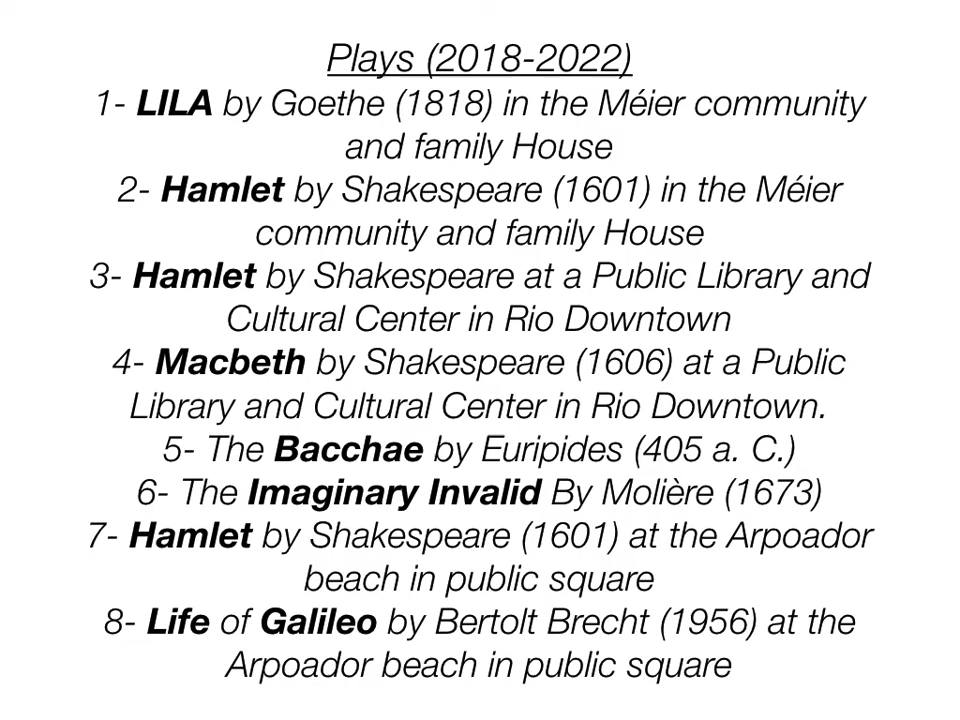 Plays (2018-2022)
1- LILA by Goethe (1818) in the Méier community
and family House
2- Hamlet by Shakespeare (1601) in the Méier
community and family House
3- Hamlet by Shakespeare at a Public Library and
Cultural Center in Rio Downtown
4- Macbeth by Shakespeare (1606) at a Public
Library and Cultural Center in Rio Downtown.
5- The Bacchae by Euripides (405 a. C.)
6- The Imaginary Invalid By Molière (1673)
7- Hamlet by Shakespeare (1601) at the Arpoador
beach in public square
8- Life of Galileo by Bertolt Brecht (1956) at the
Arpoador beach in public square